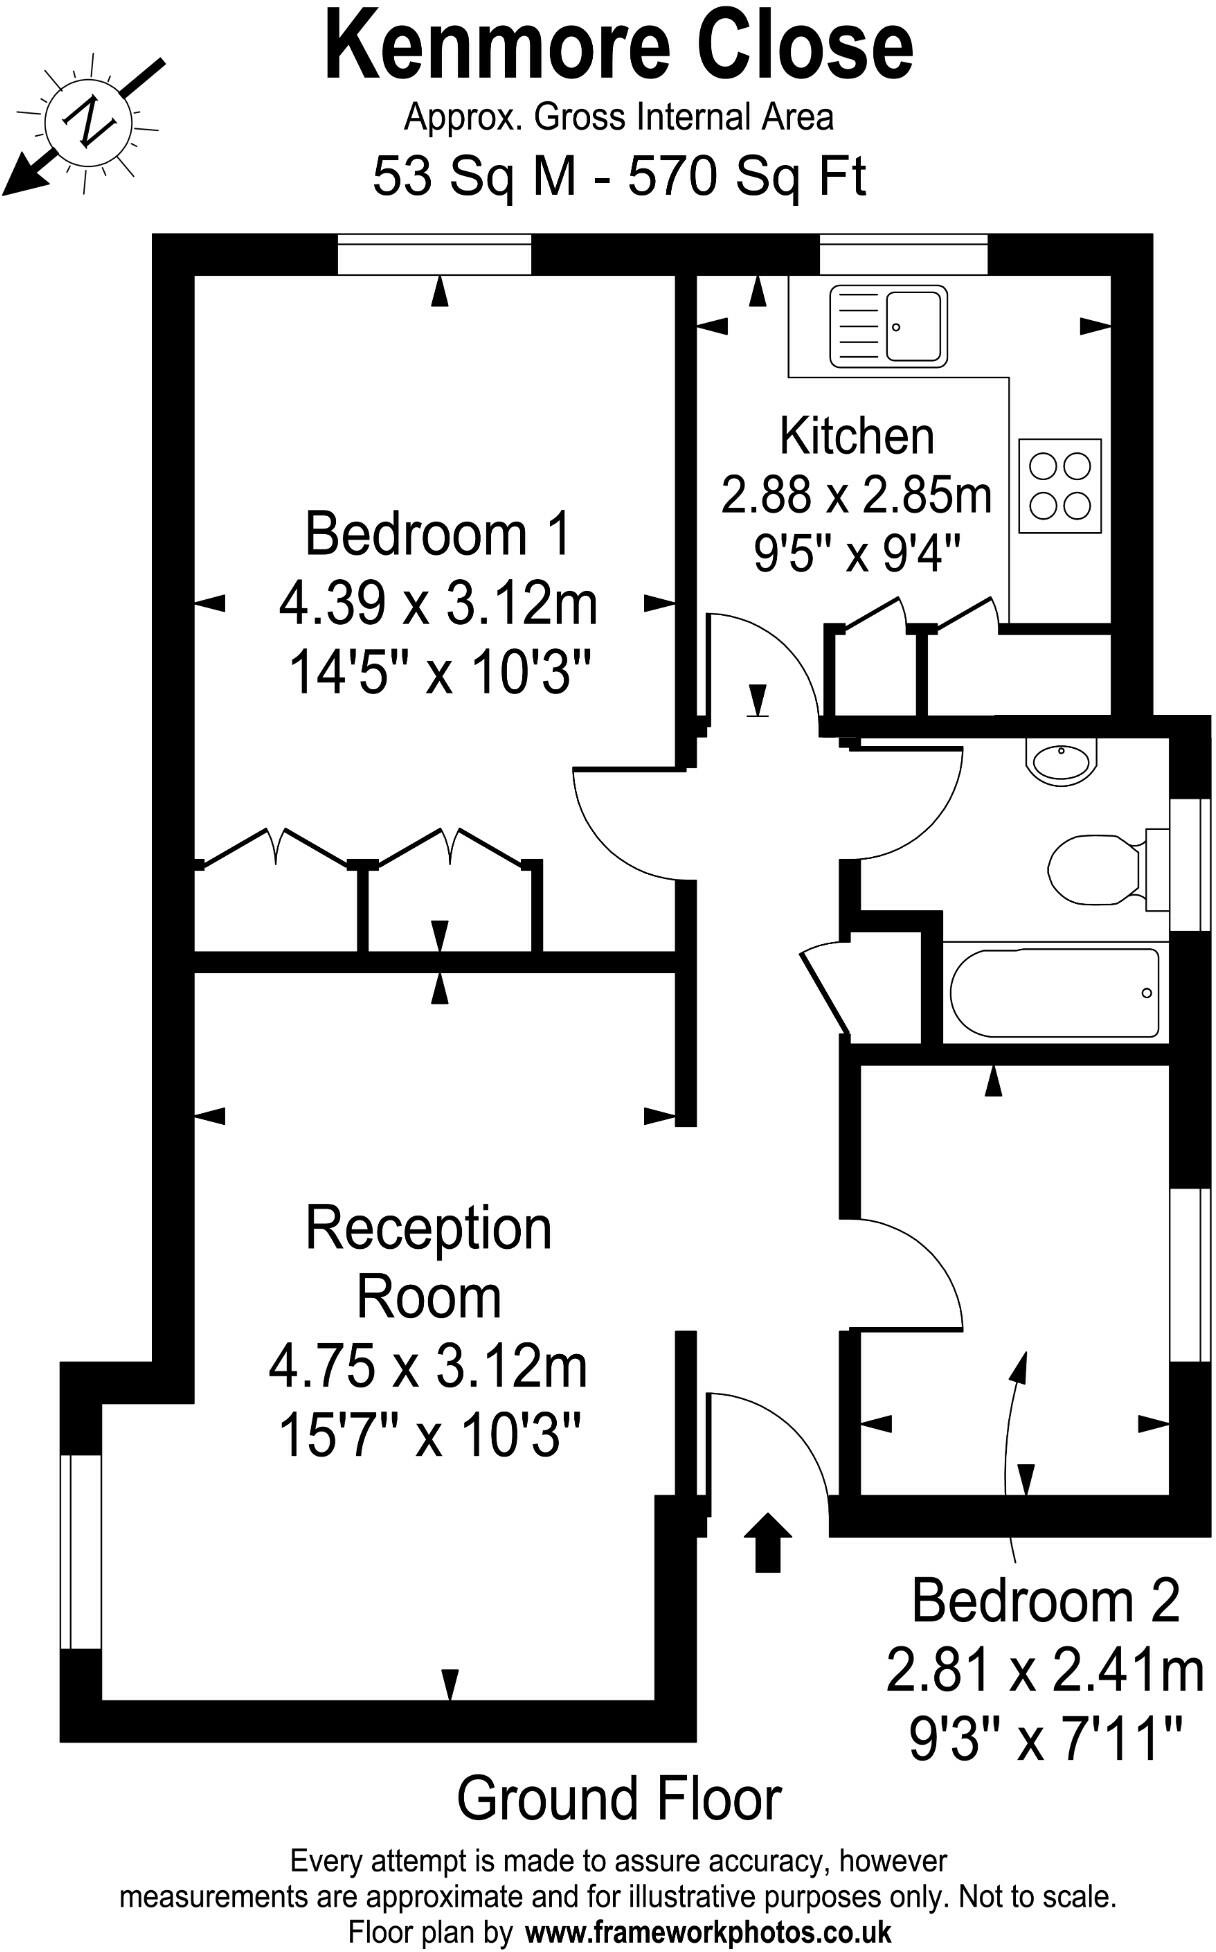 Kenmore Close
N
Approx. Gross Internal Area
53 Sq M - 570 Sq Ft
Kitchen
2.88 x 2.85m
9'5" x 9'4"
Bedroom 1
4.39 x 3.12m
14'5" x 10'3"
Reception
Room
4.75 x 3.12m
15'7" x 10'3"
Bedroom 2
2.81 x 2.41m
9'3" x 7'11"
Ground Floor
Every attempt is made to assure accuracy, however
measurements are approximate and for illustrative purposes only. Not to scale.
Floor plan by www.frameworkphotos.co.uk